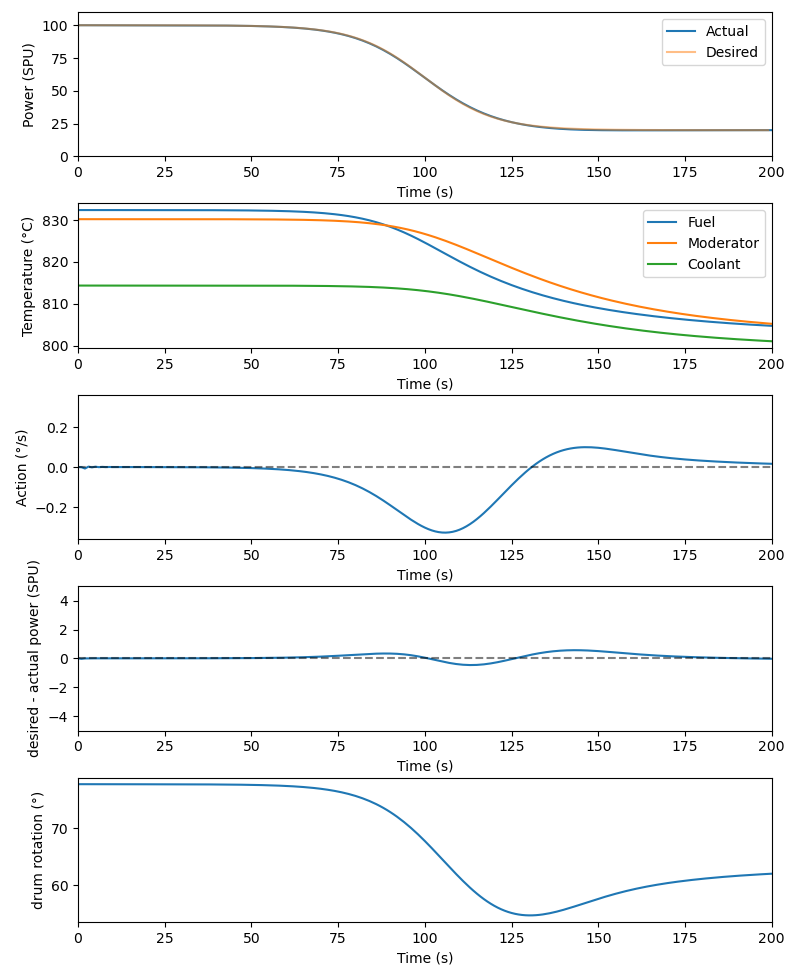 Power (SPU)
100
75
50
25
0
Actual
Desired
0 25 50 75 100 125 150 175 200
Time (s)
Temperature (°C)
830
820
810
800
Fuel
Moderator
Coolant
0 25 50 75 100 125 150 175 200
Time (s)
Action (°/s)
0.2
0.0
−0.2
0 25 50 75 100 125 150 175 200
Time (s)
desired - actual power (SPU)
4
2
0
−2
−4
0 25 50 75 100 125 150 175 200
Time (s)
drum rotation (°)
70
60
0 25 50 75 100 125 150 175 200
Time (s)